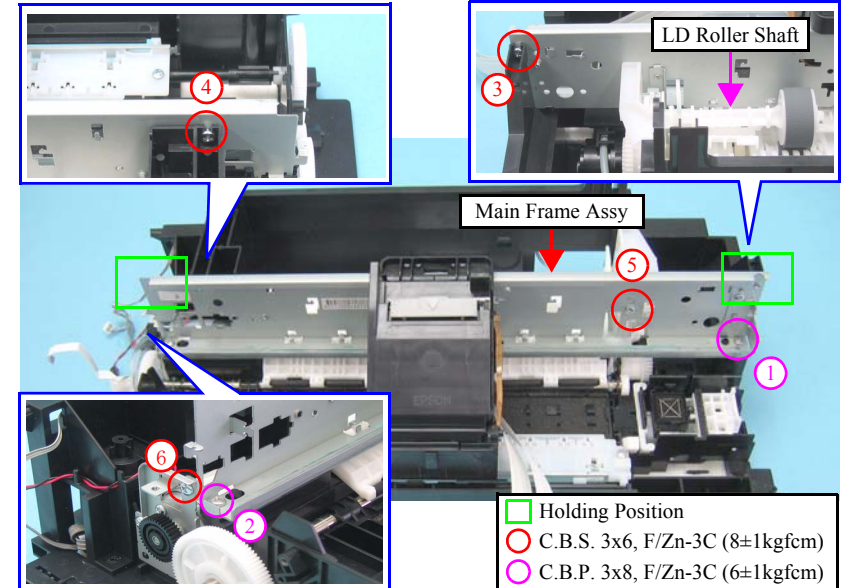 4
3
LD Roller Shaft
Main Frame Assy
5
1
EPSON
6
2
Holding Position
C.B.S. 3x6, F/Zn-3C (8±1kgfcm)
C.B.P. 3x8, F/Zn-3C (6±1kgfcm)